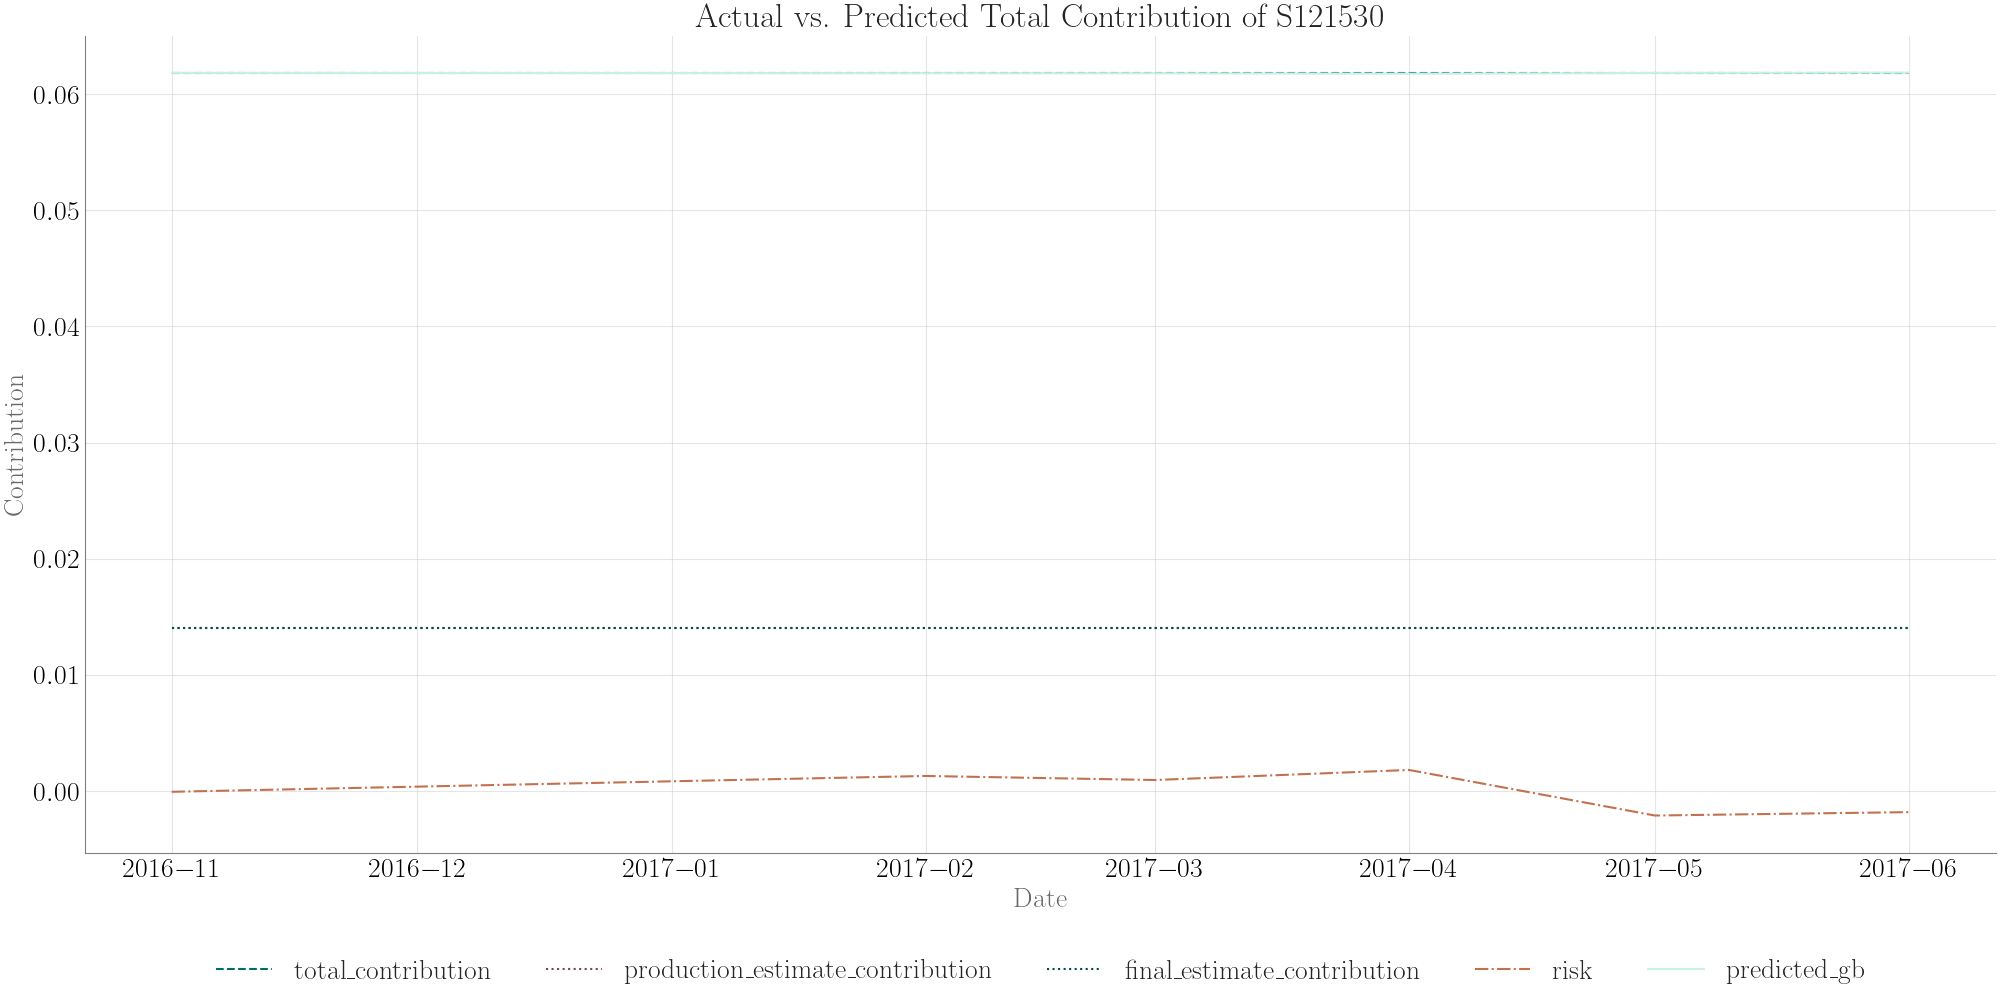 Actual vs. Predicted Total Contribution of S121530
Contribution
0.06
0.05
0.04
0.03
0.02
0.01
0.00
2016−11 2016−12 2017−01 2017−02 2017−03 2017−04 2017−05 2017−06
Date
total_contribution production_estimate_contribution final_estimate_contribution risk predicted_gb